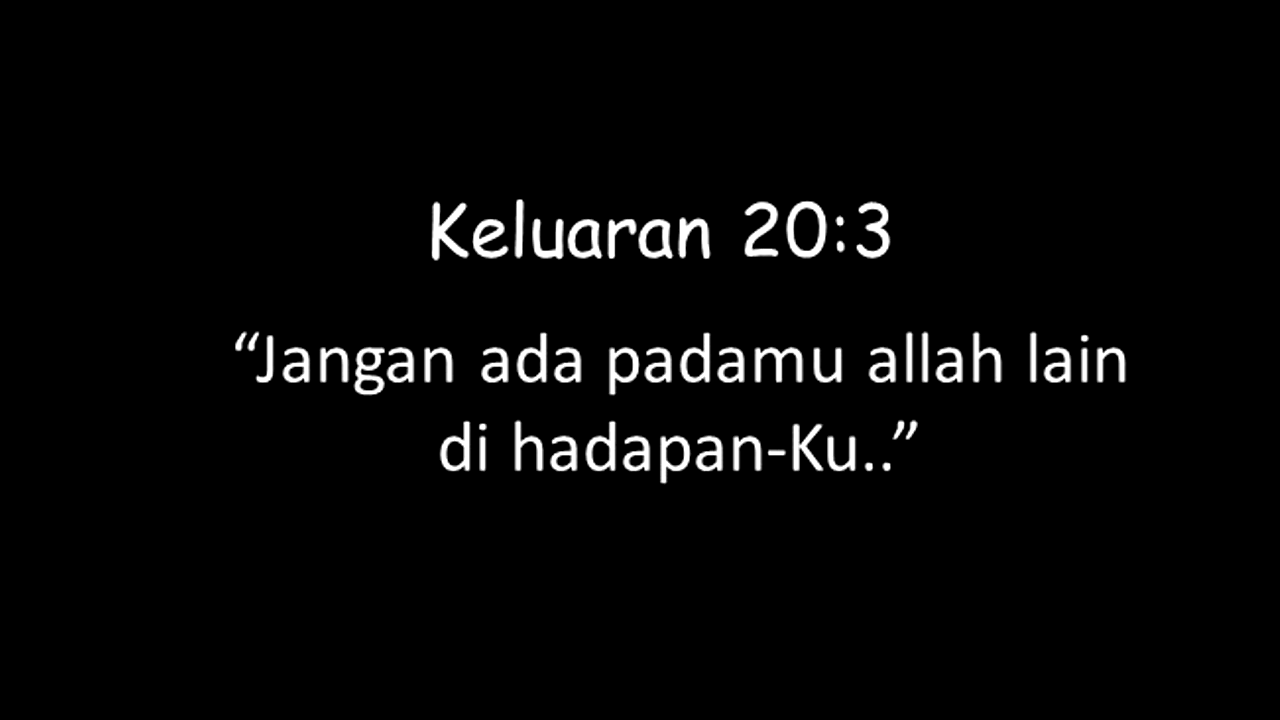 Keluaran 20:3
“Jangan ada padamu allah lain
di hadapan-Ku..”